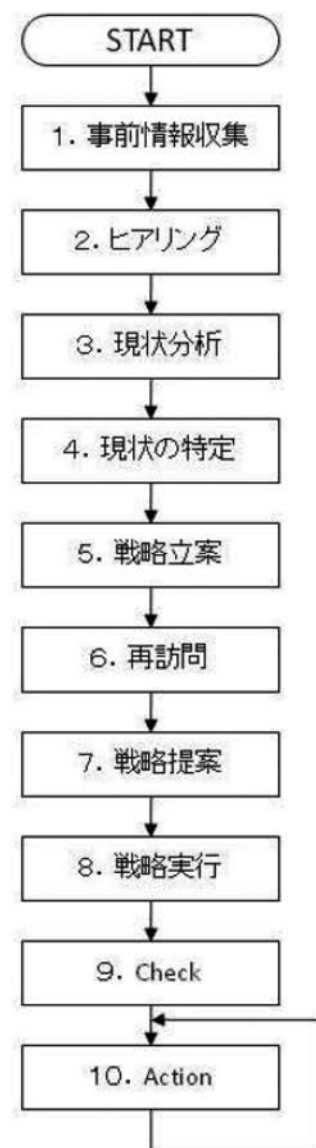 START
1. 事前情報収集
2. ヒアリング
3. 現状分析
4. 現状の特定
5. 戦略立案
6. 再訪問
7. 戦略提案
8. 戦略実行
9. Check
10. Action